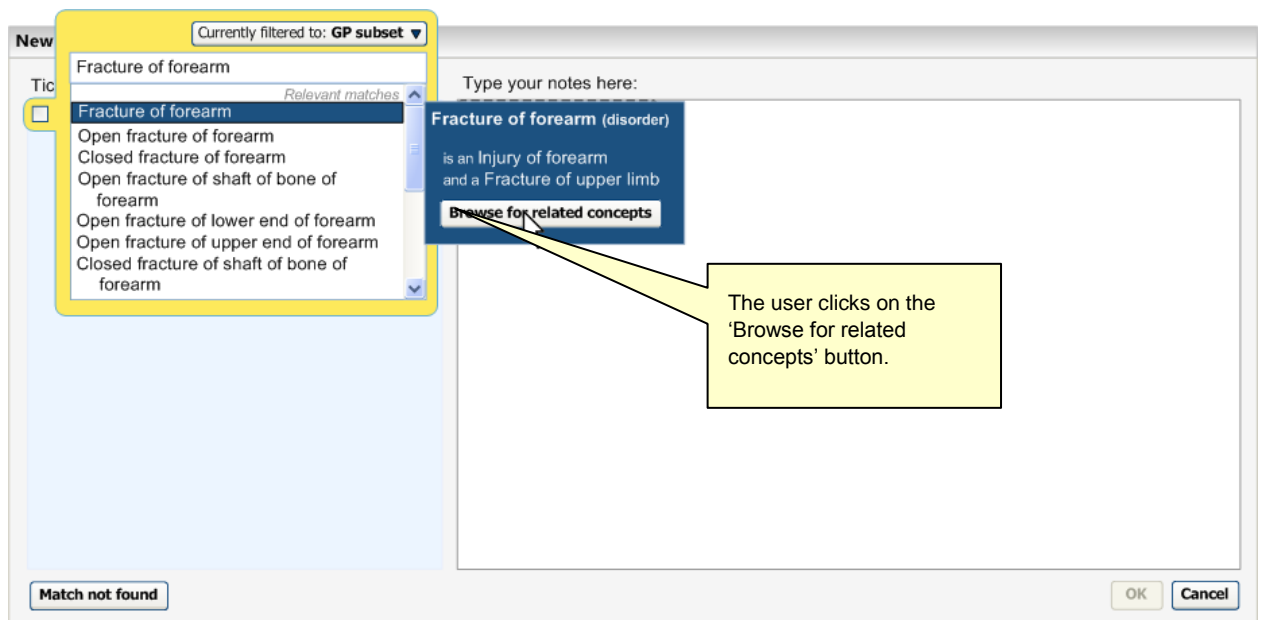 New
Currently filtered to: GP subset
Fracture of forearm
Tic
Relevant matches
Fracture of forearm
Open fracture of forearm
Closed fracture of forearm
Open fracture of shaft of bone of
forearm
Open fracture of lower end of forearm
Open fracture of upper end of forearm
Closed fracture of shaft of bone of
forearm
Type your notes here:
Fracture of forearm (disorder)
is an Injury of forearm
and a Fracture of upper limb
Browse for related concepts
The user clicks on the
‘Browse for related
concepts’ button.
Match not found
OK
Cancel